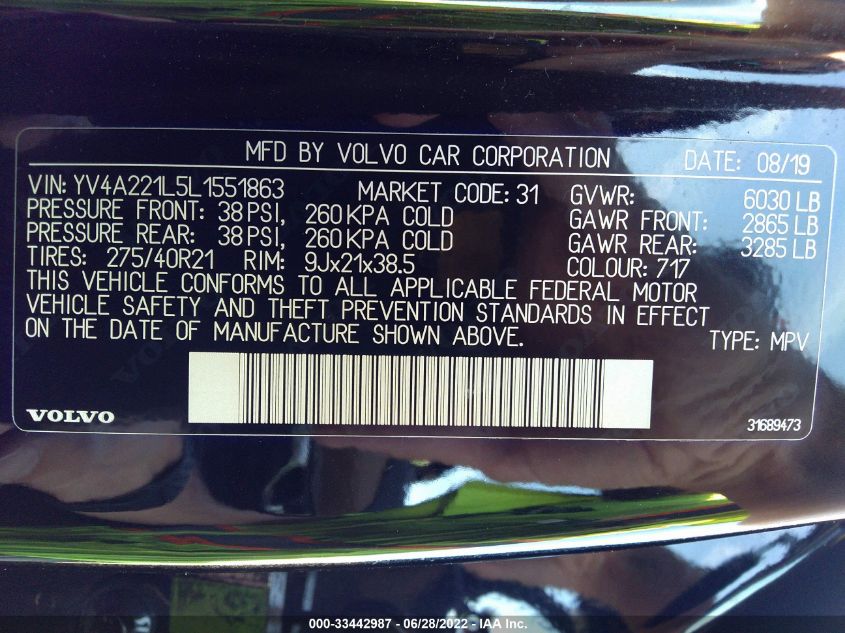 MFD BY VOLVO CAR CORPORATION DATE: 08/19
VIN: YV4A221L5L1551863 MARKET CODE: 31 GVWR: 6030 LB
PRESSURE FRONT: 38 PSI, 260 KPA COLD GAWR FRONT: 2865 LB
PRESSURE REAR: 38 PSI, 260 KPA COLD GAWR REAR: 3285 LB
TIRES: 275/40R21 RIM: 9Jx21x38.5 COLOUR: 717
THIS VEHICLE CONFORMS TO ALL APPLICABLE FEDERAL MOTOR
VEHICLE SAFETY AND THEFT PREVENTION STANDARDS IN EFFECT
ON THE DATE OF MANUFACTURE SHOWN ABOVE. TYPE: MPV
VOLVO 31689473
000-33442987 - 06/28/2022 - IAA Inc.